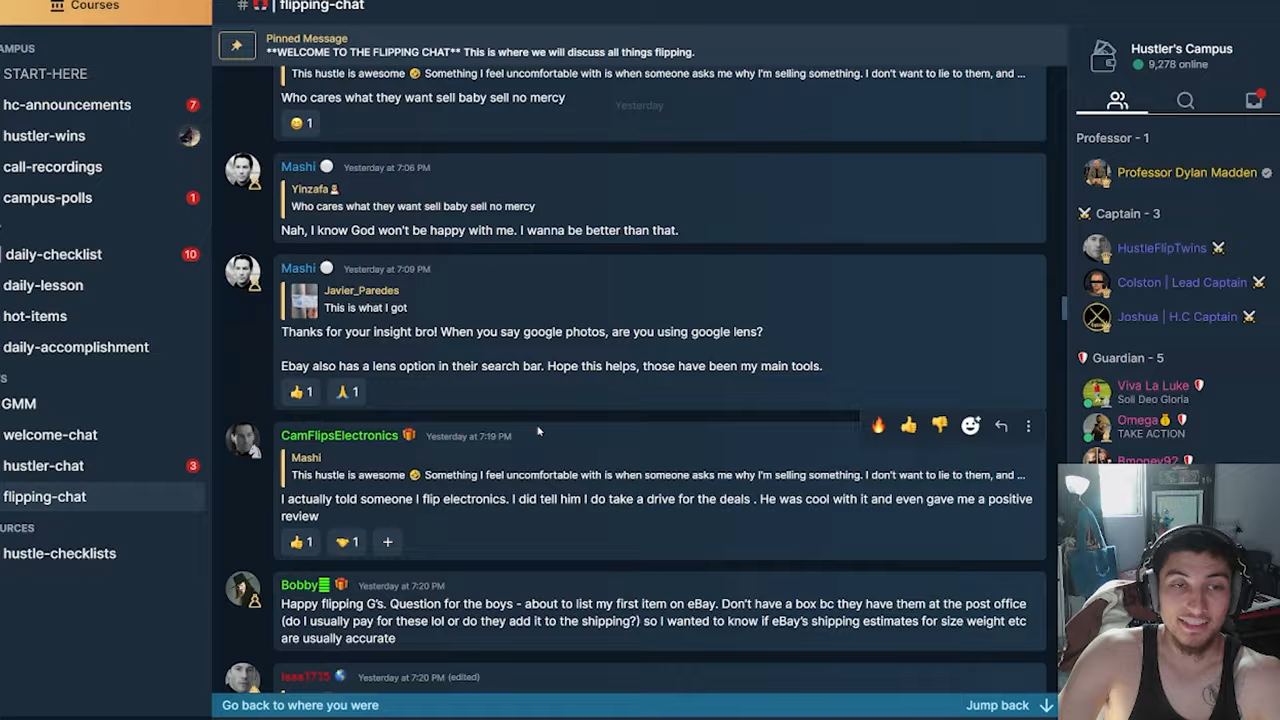 Courses
# | flipping-chat
AMPUS
START-HERE
hc-announcements
7
hustler-wins
call-recordings
campus-polls
1
daily-checklist
10
daily-lesson
hot-items
daily-accomplishment
S
GMM
welcome-chat
hustler-chat
3
flipping-chat
URCES
hustle-checklists
Pinned Message
**WELCOME TO THE FLIPPING CHAT** This is where we will discuss all things flipping.
This hustle is awesome 🤣 Something I feel uncomfortable with is when someone asks me why I'm selling something. I don't want to lie to them, and ...
Who cares what they want sell baby sell no mercy
Yesterday
😄 1
Mashi Yesterday at 7:06 PM
Yinzafa
Who cares what they want sell baby sell no mercy
Nah, I know God won't be happy with me. I wanna be better than that.
Mashi Yesterday at 7:09 PM
Javier_Paredes
This is what I got
Thanks for your insight bro! When you say google photos, are you using google lens?
Ebay also has a lens option in their search bar. Hope this helps, those have been my main tools.
👍 1 🙏 1
CamFlipsElectronics Yesterday at 7:19 PM
Mashi
This hustle is awesome 🤣 Something I feel uncomfortable with is when someone asks me why I'm selling something. I don't want to lie to them, and ...
I actually told someone I flip electronics. I did tell him I do take a drive for the deals . He was cool with it and even gave me a positive
review
👍 1 🤝 1 +
Bobby Yesterday at 7:20 PM
Happy flipping G's. Question for the boys - about to list my first item on eBay. Don't have a box bc they have them at the post office
(do I usually pay for these lol or do they add it to the shipping?) so I wanted to know if eBay's shipping estimates for size weight etc
are usually accurate
Yesterday at 7:20 PM (edited)
Go back to where you were
Jump back
Hustler's Campus
9,278 online
Professor - 1
Professor Dylan Madden
Captain - 3
HustleFlipTwins
Colston | Lead Captain
Joshua | H.C Captain
Guardian - 5
Viva La Luke
Soli Deo Gloria
Omega
TAKE ACTION
Bmoney92